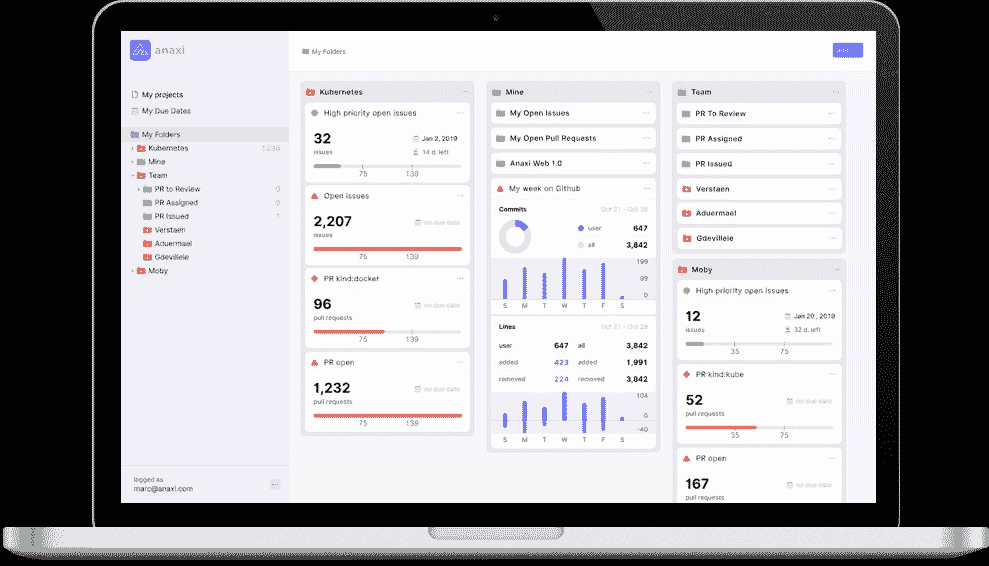 anaxi
My projects
My Due Dates
My Folders
Kubernetes
Mine
Team
PR to Review
PR Assigned
PR Issued
Verstaen
Aduermael
Gdevillele
Moby
logged as
marc@anaxi.com
My Folders
Kubernetes
High priority open issues
32
issues
Jan 2, 2019
14 d. left
75 139
Open issues
2,207
issues
no due date
75 139
PR kind:docker
96
pull requests
no due date
75 139
PR open
1,232
pull requests
no due date
75 139
Mine
My Open Issues
My Open Pull Requests
Anaxi Web 1.0
My week on Github
Commits Oct 21 – Oct 28
user 647
all 3,842
199
99
0
S M T W T F S
Lines Oct 21 – Oct 29
user 647 all 3,842
added 423 added 1,991
removed 224 removed 3,842
104
0
-40
S M T W T F S
Team
PR To Review
PR Assigned
PR Issued
Verstaen
Aduermael
Gdevillele
Moby
High priority open issues
12
issues
Jan 20, 2019
32 d. left
35 75
PR kind:kube
52
pull requests
no due date
35 75
PR open
167
pull requests
no due date